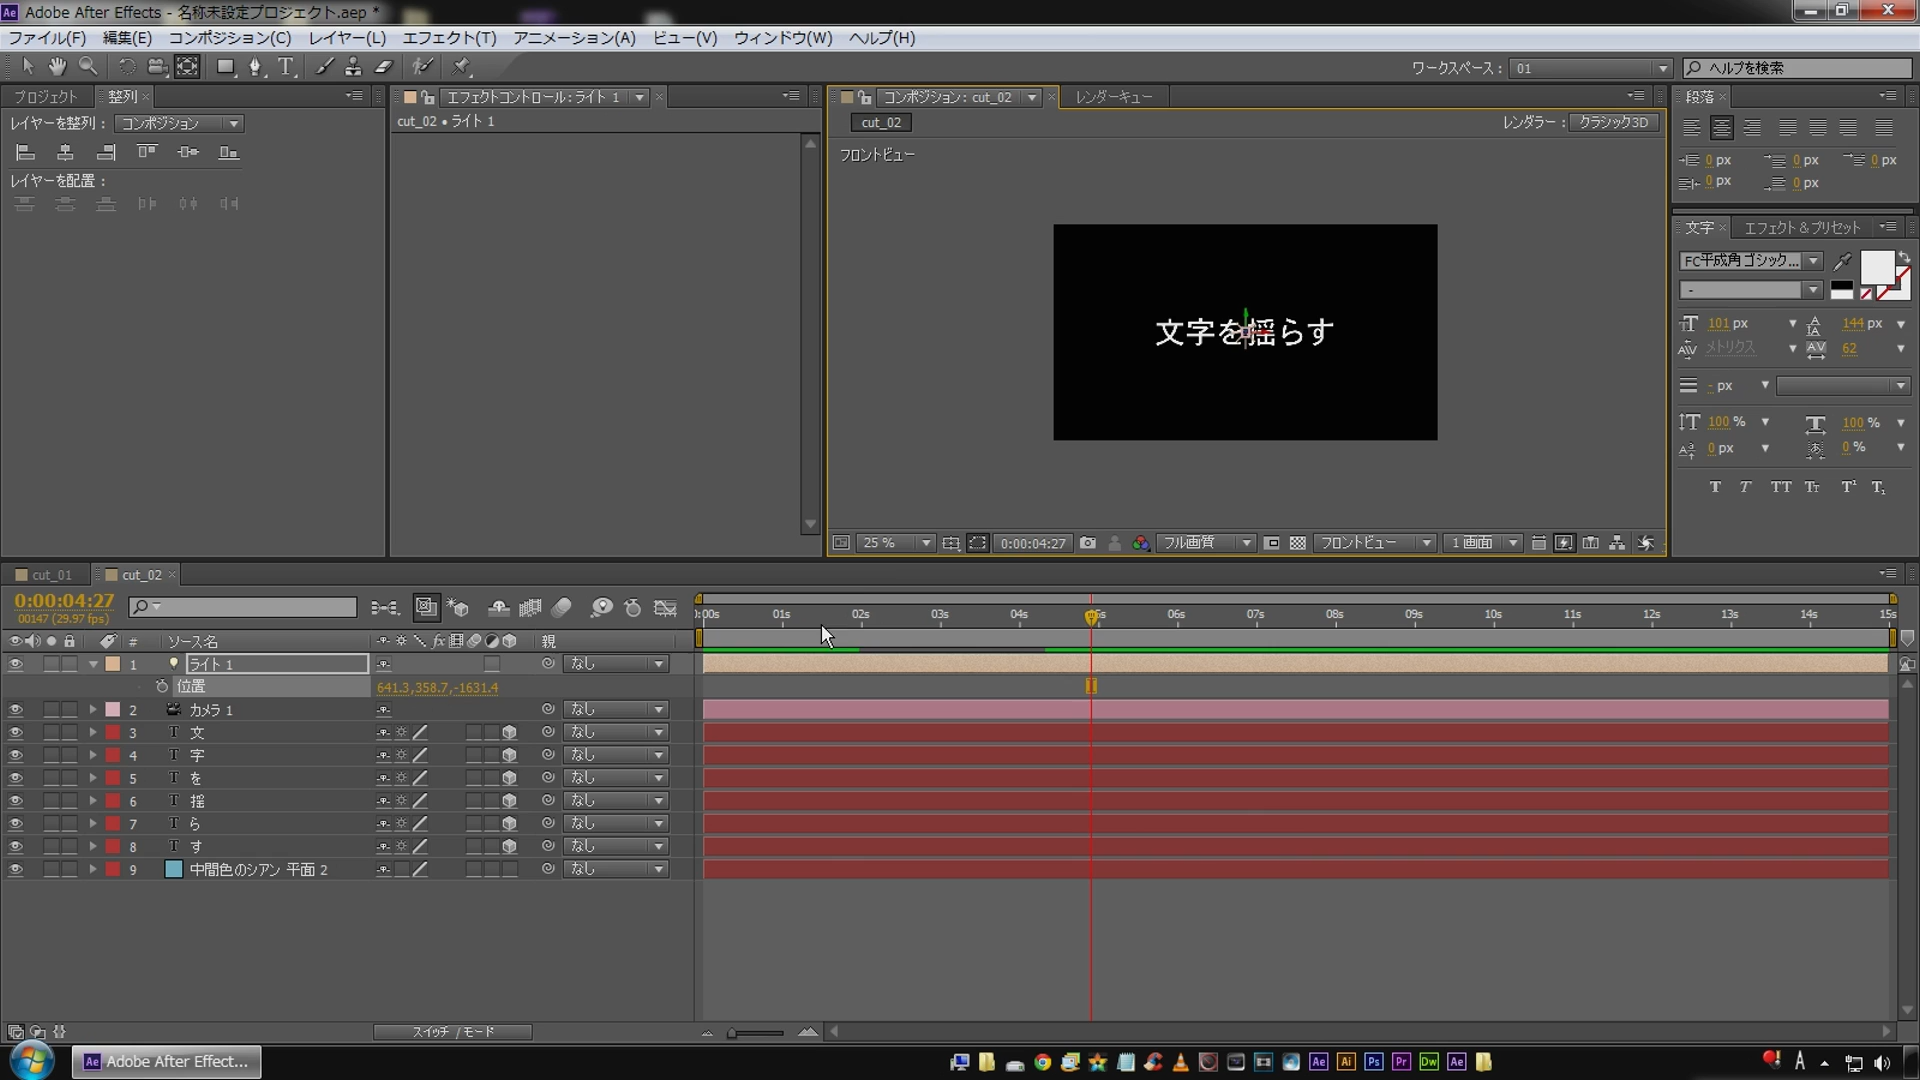 Adobe After Effects - 名称未設定プロジェクト.aep *
ファイル(F) 編集(E) コンポジション(C) レイヤー(L) エフェクト(T) アニメーション(A) ビュー(V) ウィンドウ(W) ヘルプ(H)
ワークスペース : 01 ヘルプを検索
プロジェクト 整列 エフェクトコントロール : ライト 1 コンポジション: cut_02 レンダーキュー 段落
レイヤーを整列 : コンポジション
cut_02 • ライト 1
cut_02 レンダラー : クラシック3D
フロントビュー
0 px 0 px 0 px
0 px 0 px
レイヤーを配置 :
文字 エフェクト&プリセット
FC平成角ゴシック...
-
文字を揺らす
101 px 144 px
メトリクス 62
- px
100 % 100 %
0 px 0 %
T T TT Tt T¹ T₁
25 % 0:00:04:27 フル画質 フロントビュー 1 画面
cut_01 cut_02
0:00:04:27
00147 (29.97 fps)
:00s 01s 02s 03s 04s 05s 06s 07s 08s 09s 10s 11s 12s 13s 14s 15s
# ソース名 fx 親
1 ライト 1 なし
位置 641.3,358.7,-1631.4
2 カメラ 1 なし
3 T 文 なし
4 T 字 なし
5 T を なし
6 T 揺 なし
7 T ら なし
8 T す なし
9 中間色のシアン 平面 2 なし
スイッチ / モード
Ae Adobe After Effect... Ae Ai Ps Pr Dw Ae A